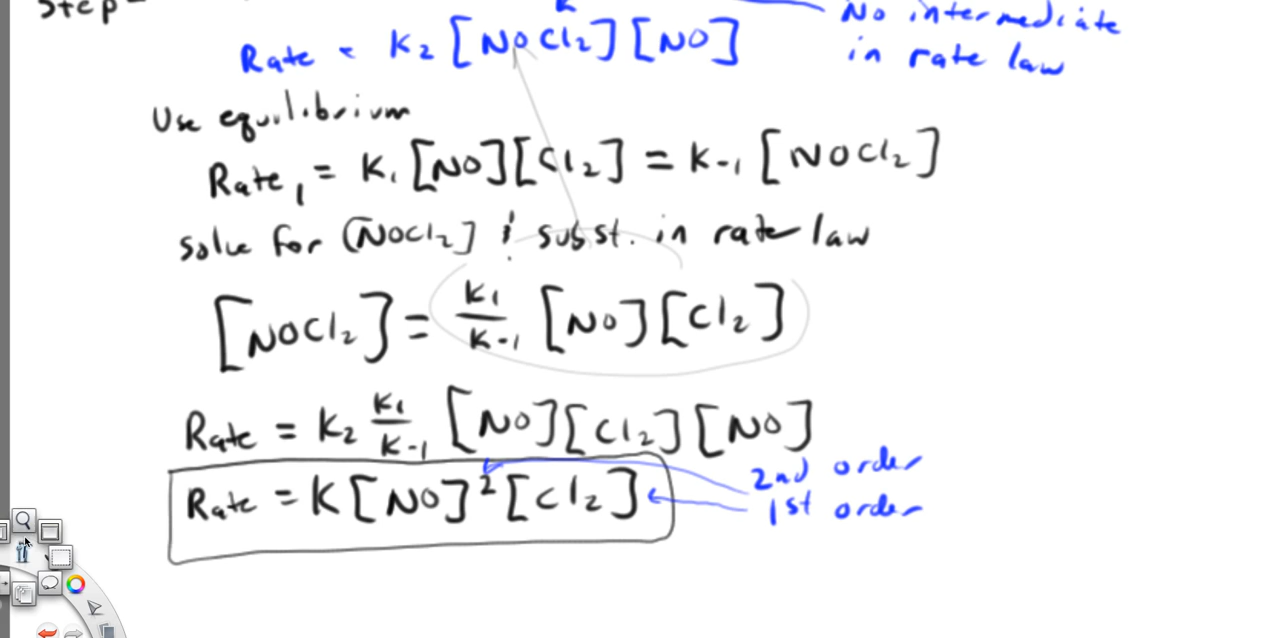 Step
No intermediate
Rate = K₂ [NOCl₂] [NO]
in rate law
Use equilibrium
Rate₁ = K₁ [NO][Cl₂] = K₋₁ [NOCl₂]
solve for [NOCl₂] & subst. in rate law
[NOCl₂] = K₁/K₋₁ [NO][Cl₂]
Rate = K₂ K₁/K₋₁ [NO][Cl₂][NO]
2nd order
Rate = K[NO]²[Cl₂]
1st order